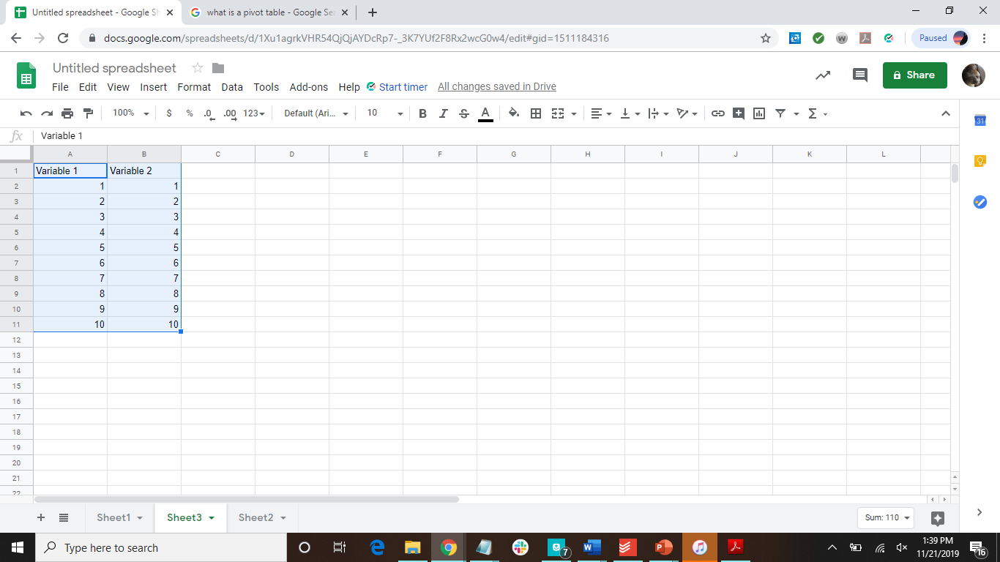 Untitled spreadsheet - Google Sh
what is a pivot table - Google Sea
docs.google.com/spreadsheets/d/1Xu1agrkVHR54QjQjAYDcRp7-_3K7YUf2F8Rx2wcG0w4/edit#gid=1511184316
Paused
Untitled spreadsheet
File Edit View Insert Format Data Tools Add-ons Help Start timer All changes saved in Drive
Share
100% $ % .0 .00 123 Default (Ari... 10 B I S A Σ
fx Variable 1
A B C D E F G H I J K L
1 Variable 1 Variable 2
2 1 1
3 2 2
4 3 3
5 4 4
6 5 5
7 6 6
8 7 7
9 8 8
10 9 9
11 10 10
12
13
14
15
16
17
18
19
20
21
22
Sheet1 Sheet3 Sheet2 Sum: 110
Type here to search
7
1:39 PM
11/21/2019
16
31